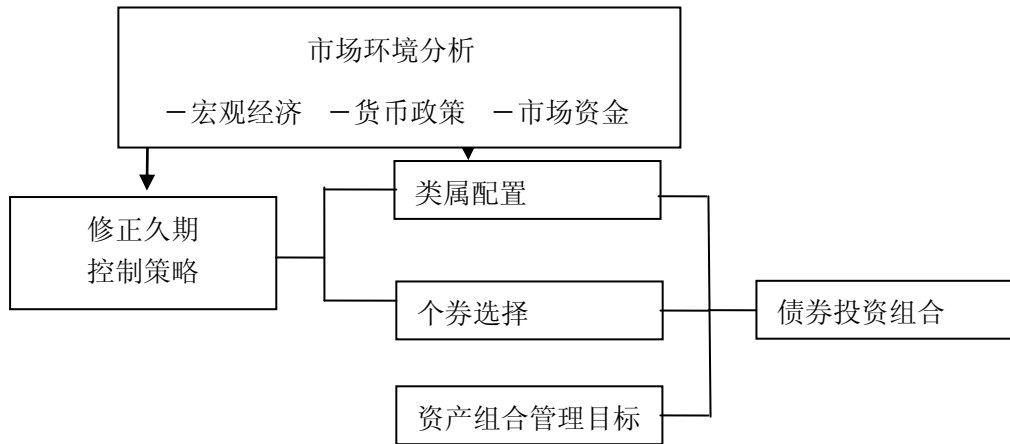 市场环境分析
－宏观经济 －货币政策 －市场资金
类属配置
修正久期
控制策略
个券选择
债券投资组合
资产组合管理目标